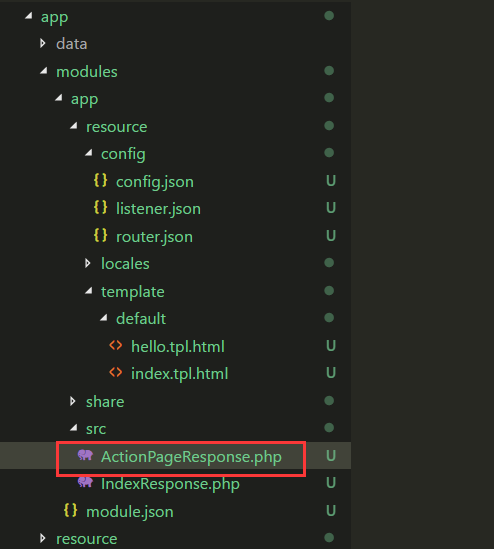 app
data
modules
app
resource
config
{} config.json U
listener.json U
{} router.json U
locales
template
default
<> hello.tpl.html U
<> index.tpl.html U
share
src
ActionPageResponse.php U
IndexResponse.php U
{} module.json U
resource